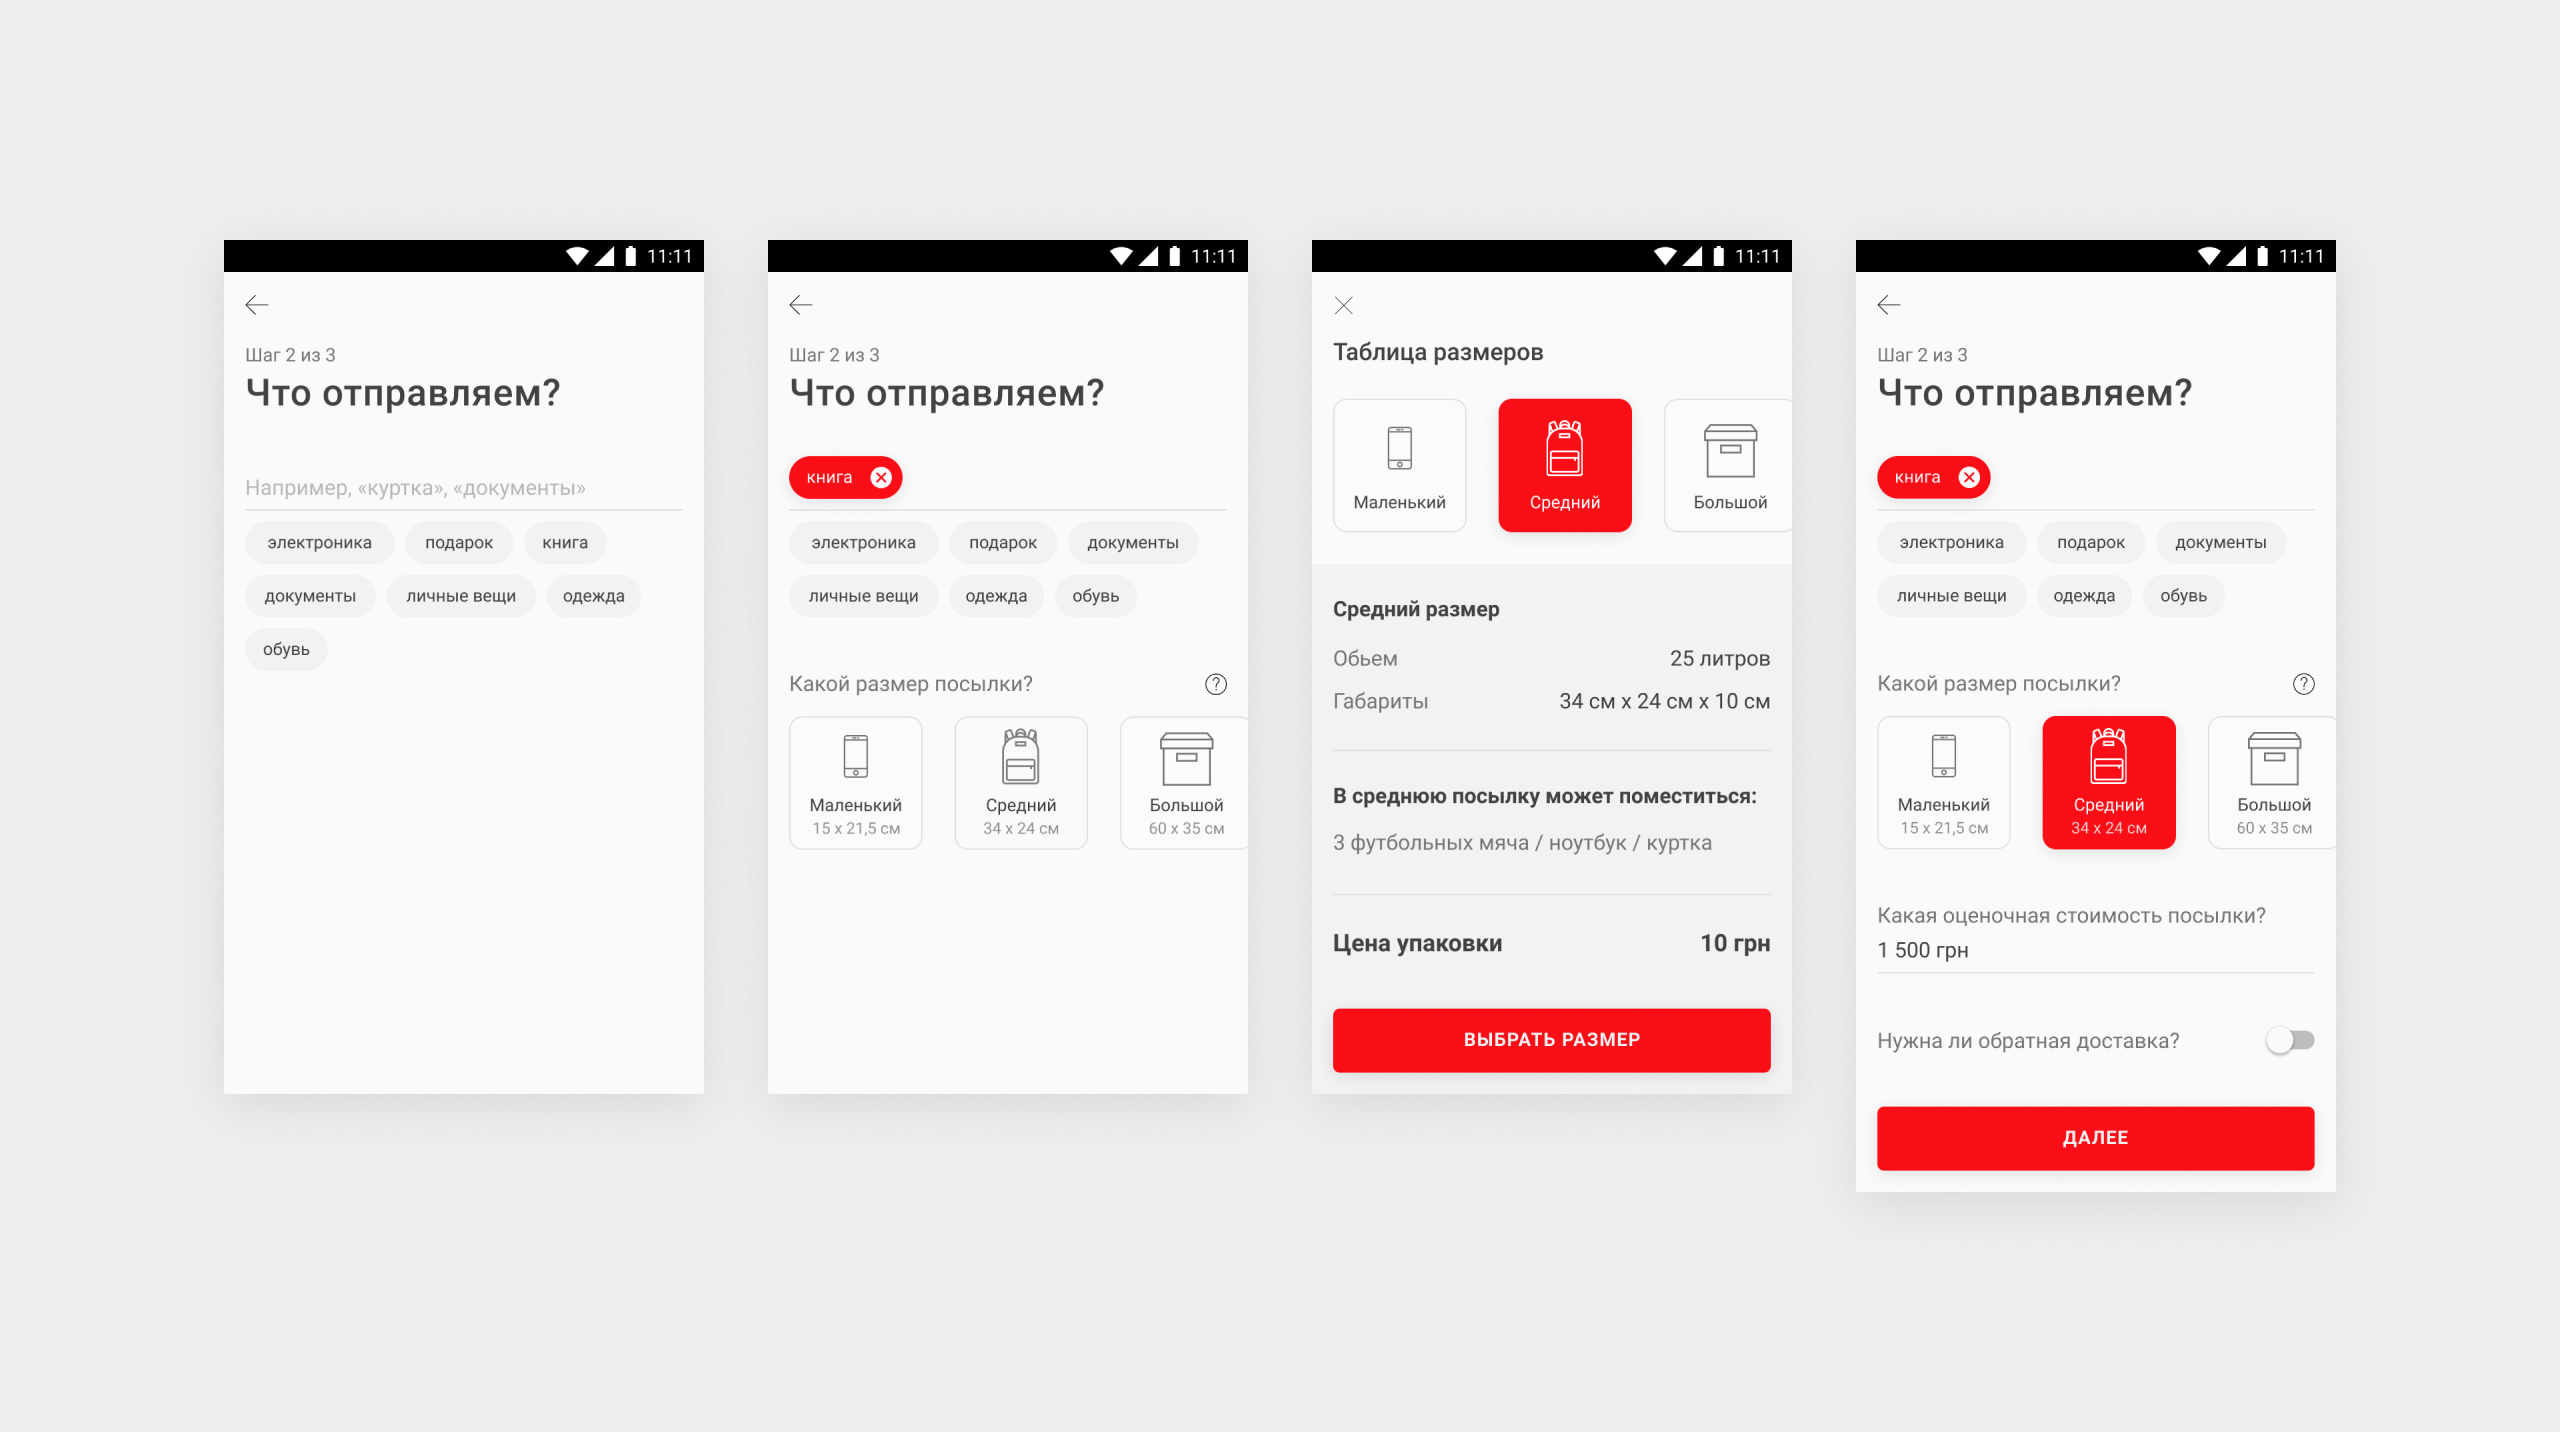 11:11
Шаг 2 из 3
Что отправляем?
Например, «куртка», «документы»
электроника подарок книга
документы личные вещи одежда
обувь
11:11
Шаг 2 из 3
Что отправляем?
книга
электроника подарок документы
личные вещи одежда обувь
Какой размер посылки? ?
Маленький Средний Большой
15 x 21,5 см 34 x 24 см 60 x 35 см
11:11
Таблица размеров
Маленький Средний Большой
Средний размер
Обьем 25 литров
Габариты 34 см x 24 см x 10 см
В среднюю посылку может поместиться:
3 футбольных мяча / ноутбук / куртка
Цена упаковки 10 грн
ВЫБРАТЬ РАЗМЕР
11:11
Шаг 2 из 3
Что отправляем?
книга
электроника подарок документы
личные вещи одежда обувь
Какой размер посылки? ?
Маленький Средний Большой
15 x 21,5 см 34 x 24 см 60 x 35 см
Какая оценочная стоимость посылки?
1 500 грн
Нужна ли обратная доставка?
ДАЛЕЕ